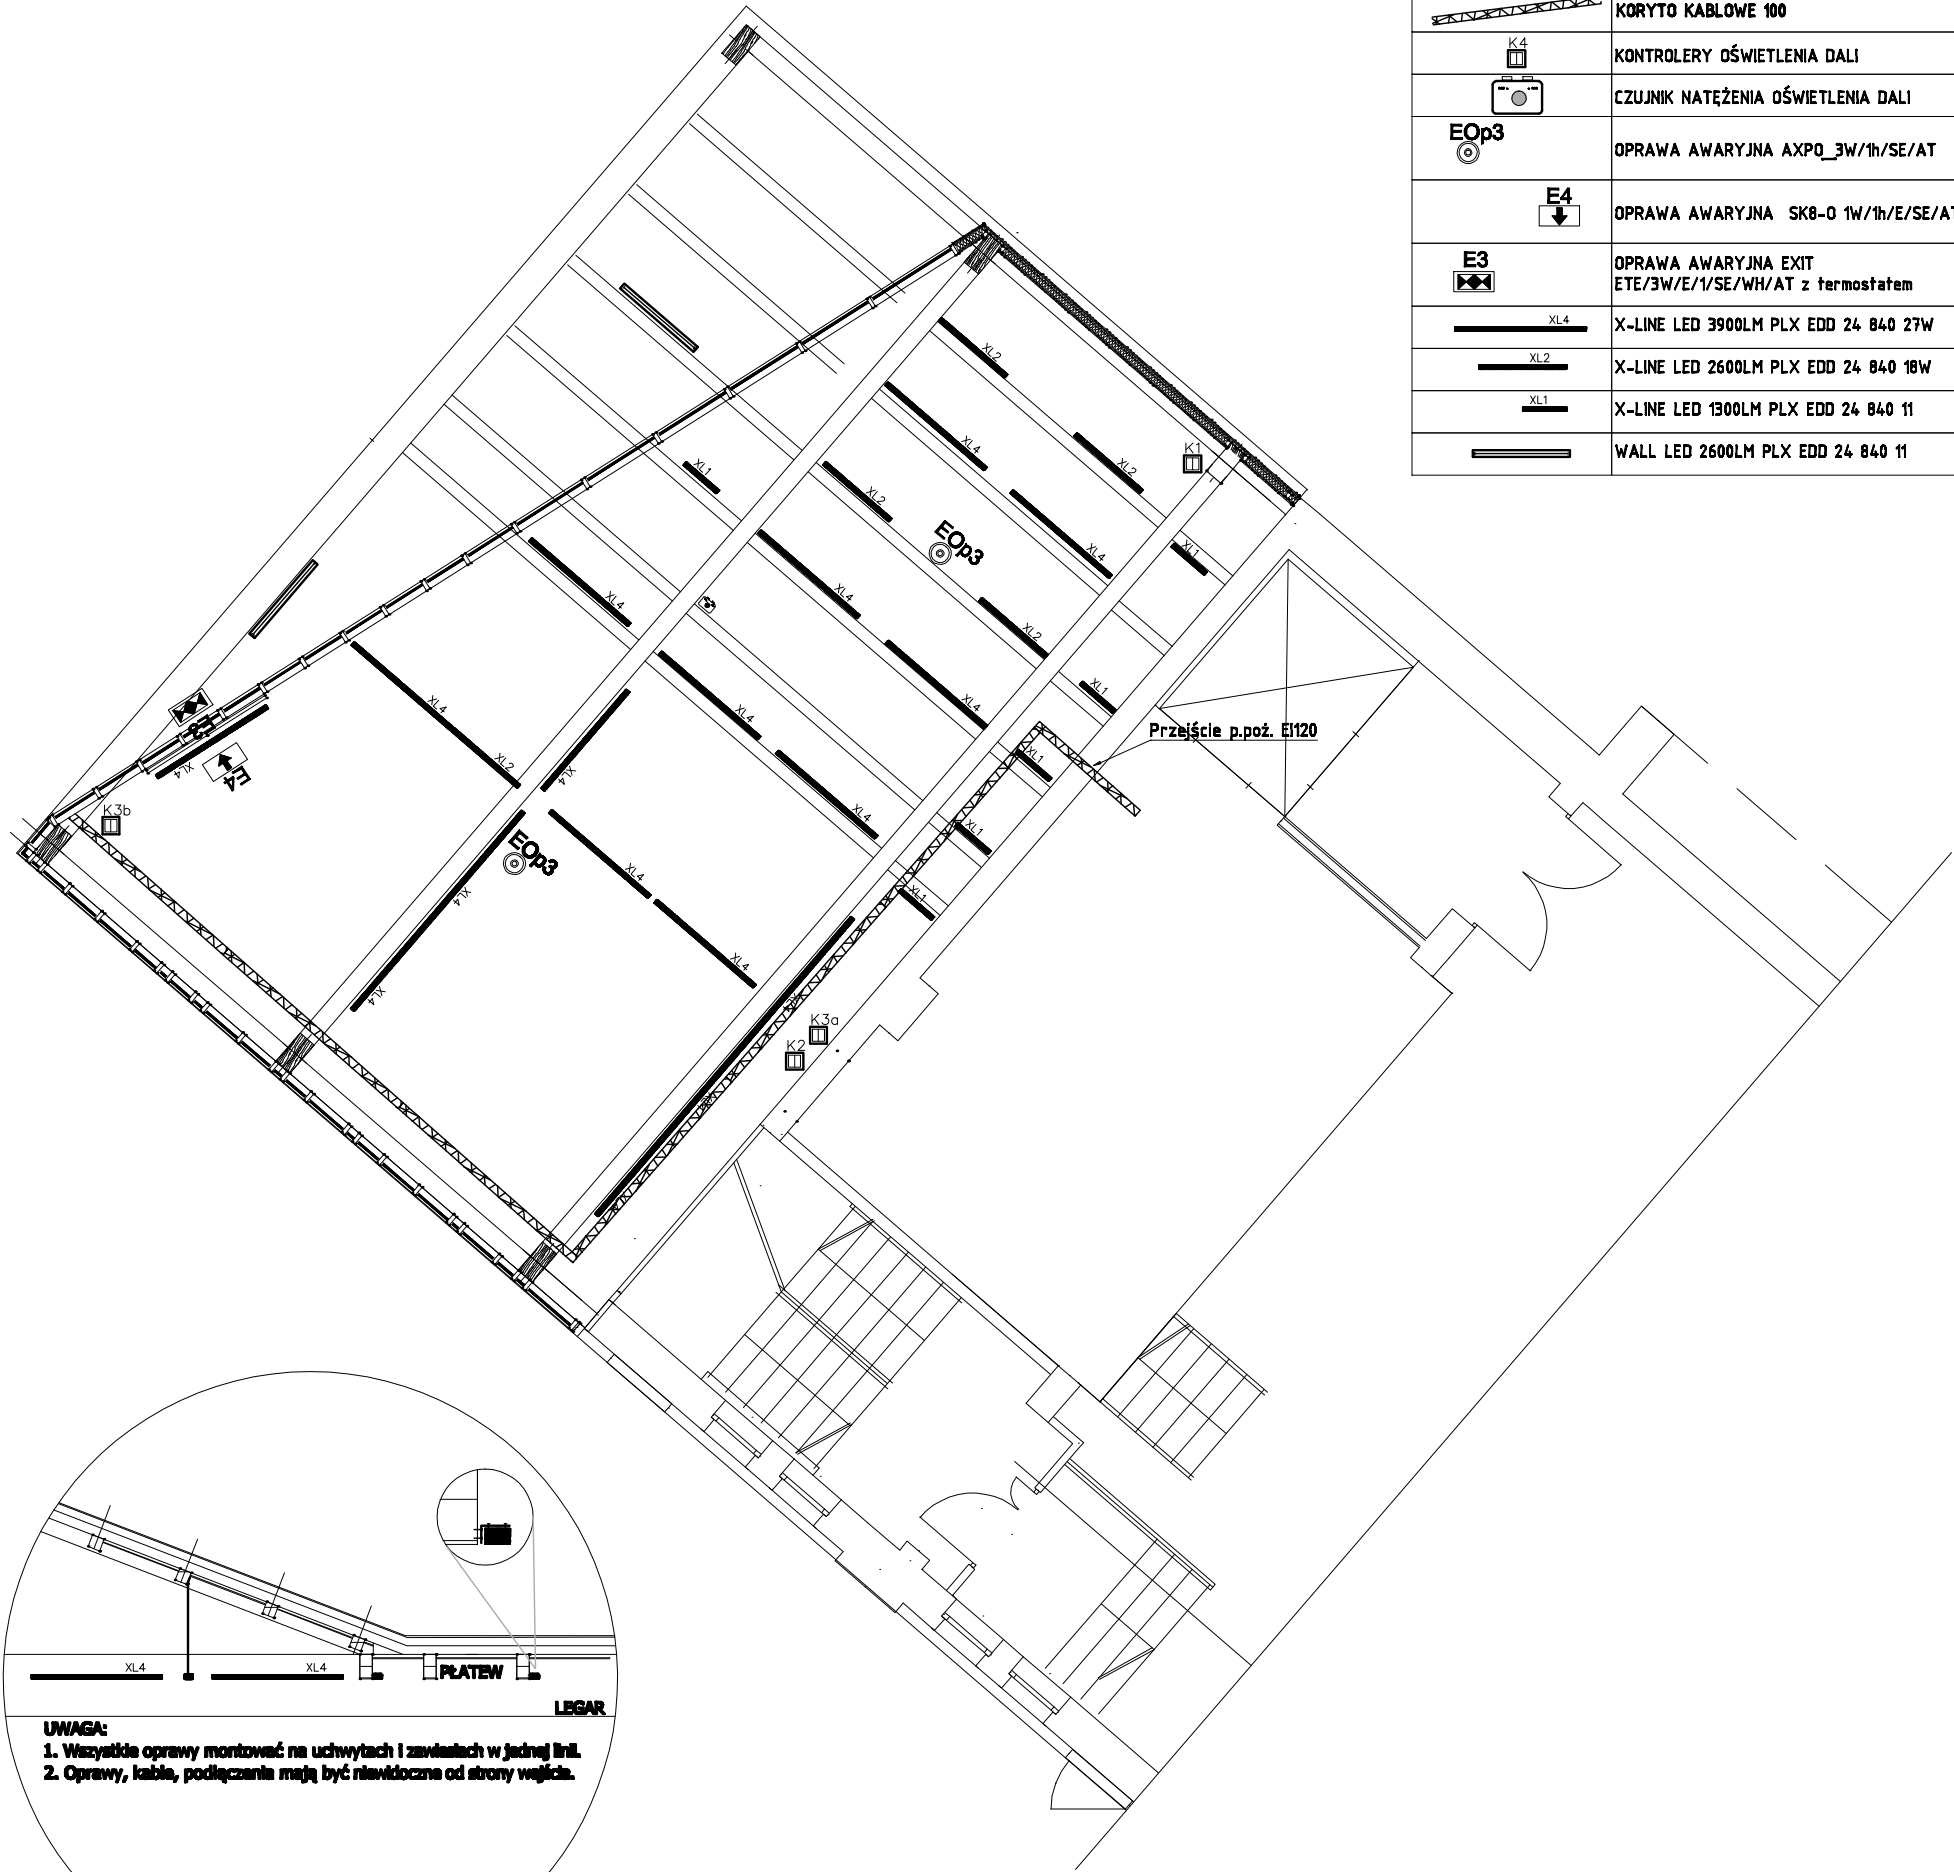 KORYTO KABLOWE 100
K4
KONTROLERY OŚWIETLENIA DALI
CZUJNIK NATĘŻENIA OŚWIETLENIA DALI
EOp3
OPRAWA AWARYJNA AXPO_3W/1h/SE/AT
E4
OPRAWA AWARYJNA SK8-O 1W/1h/E/SE/AT
E3
OPRAWA AWARYJNA EXIT
ETE/3W/E/1/SE/WH/AT z termostatem
XL4
X-LINE LED 3900LM PLX EDD 24 840 27W
XL2
X-LINE LED 2600LM PLX EDD 24 840 18W
XL1
X-LINE LED 1300LM PLX EDD 24 840 11
WALL LED 2600LM PLX EDD 24 840 11
XL2
XL4
XL2
K1
XL1
XL2
EOp3
XL4
XL1
XL4
XL4
XL2
XL1
XL4
XL4
XL4
XL2
XL4
XL1
Przejście p.poż. EI120
E3
XL4
E4
K3b
XL4
XL1
EOp3
XL4
XL4
XL1
XL4
XL4
XL4
K3a
K2
XL4
XL4
PŁATEW
LEGAR
UWAGA:
1. Wszystkie oprawy montować na uchwytach i zawiesiach w jednej linii.
2. Oprawy, kable, podłączenia mają być niewidoczne od strony wejścia.